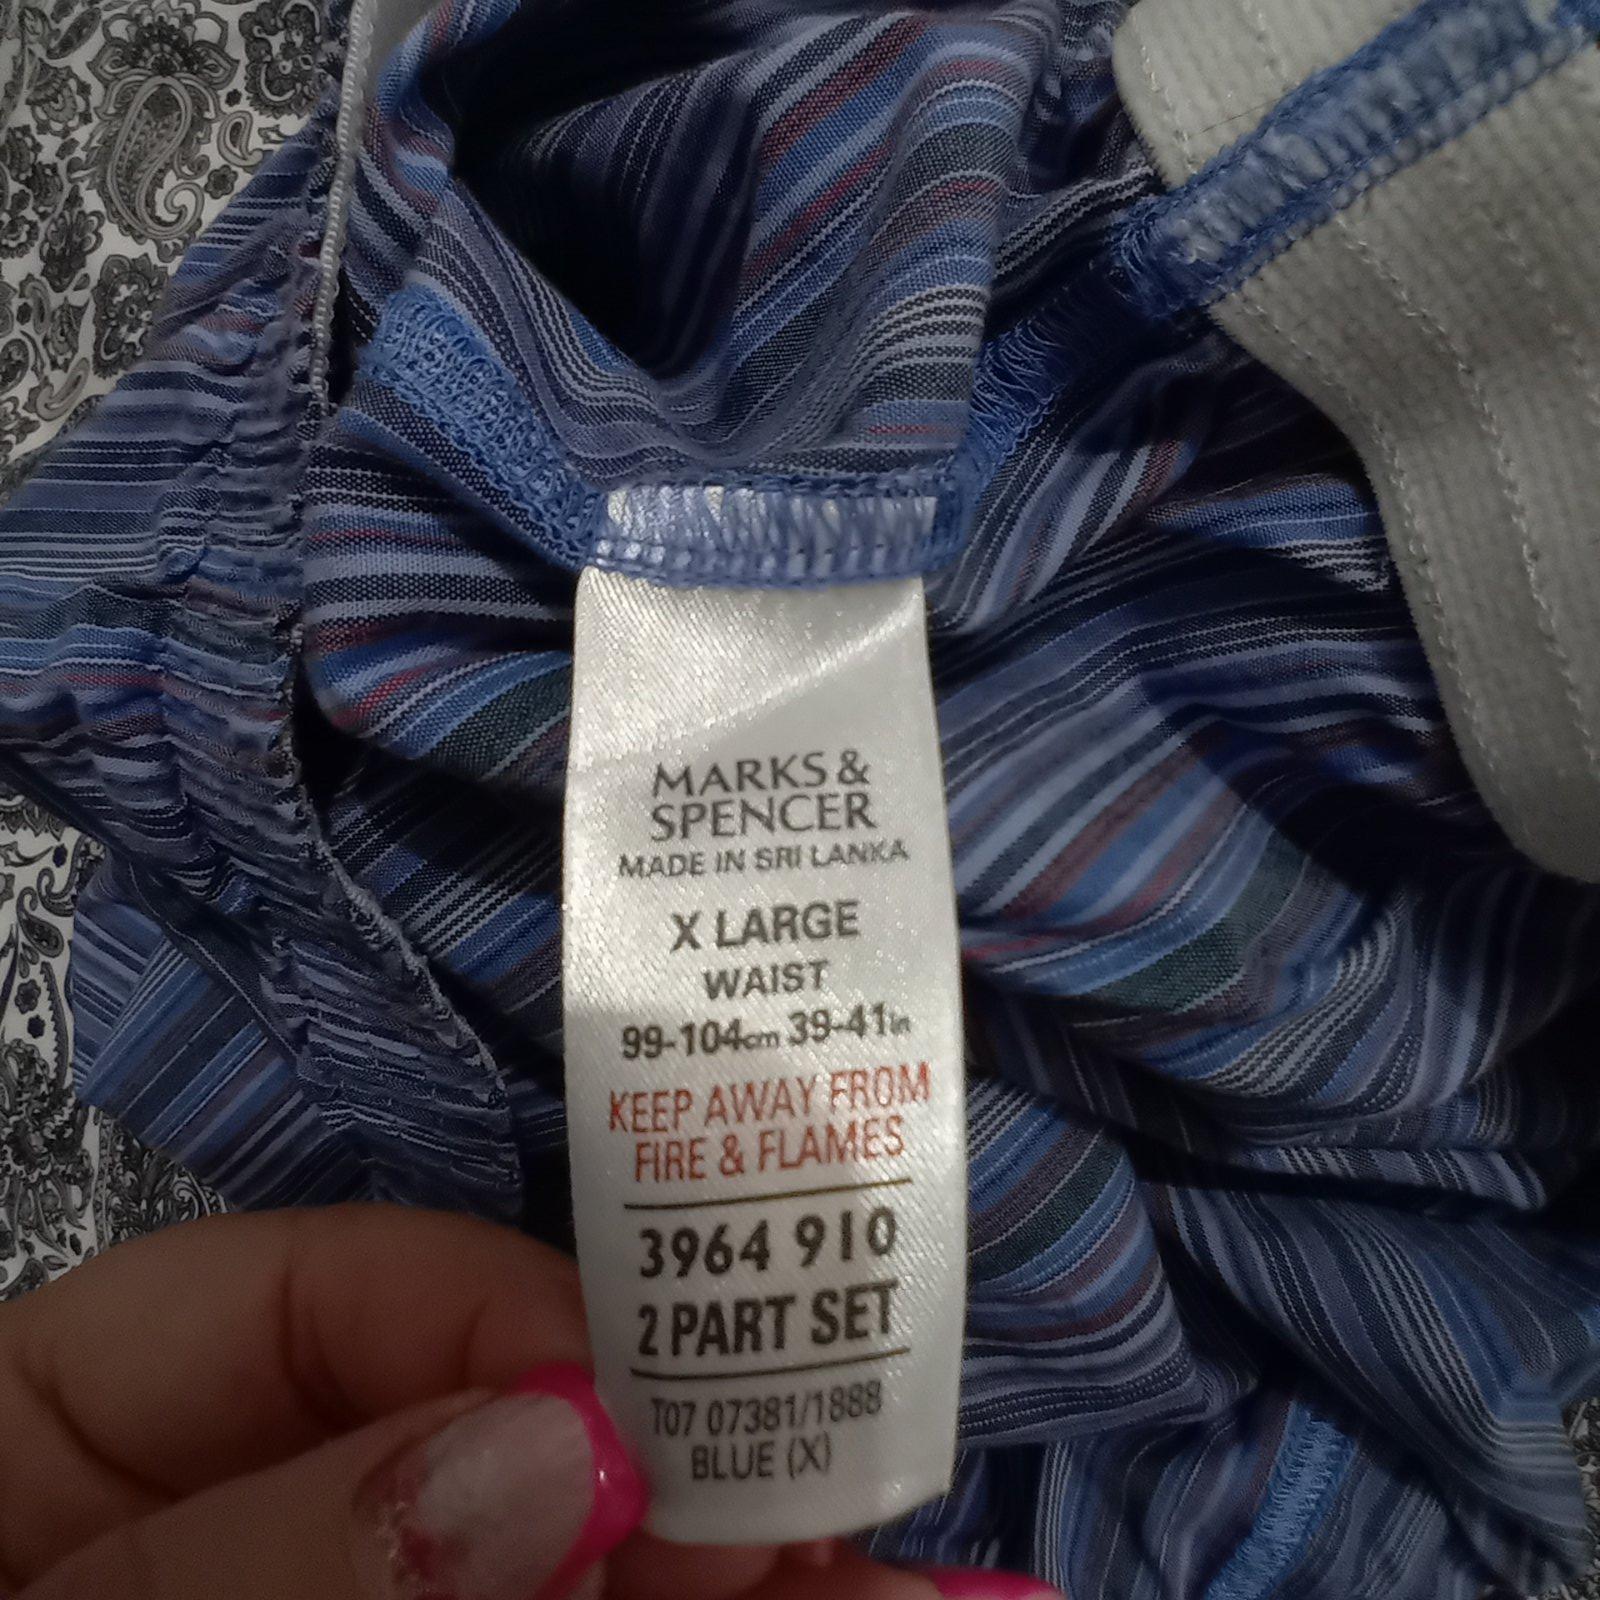 MARKS &
SPENCER
MADE IN SRI LANKA
X LARGE
WAIST
99-104cm 39-41in
KEEP AWAY FROM
FIRE & FLAMES
3964 910
2 PART SET
T07 07381/1888
BLUE (X)